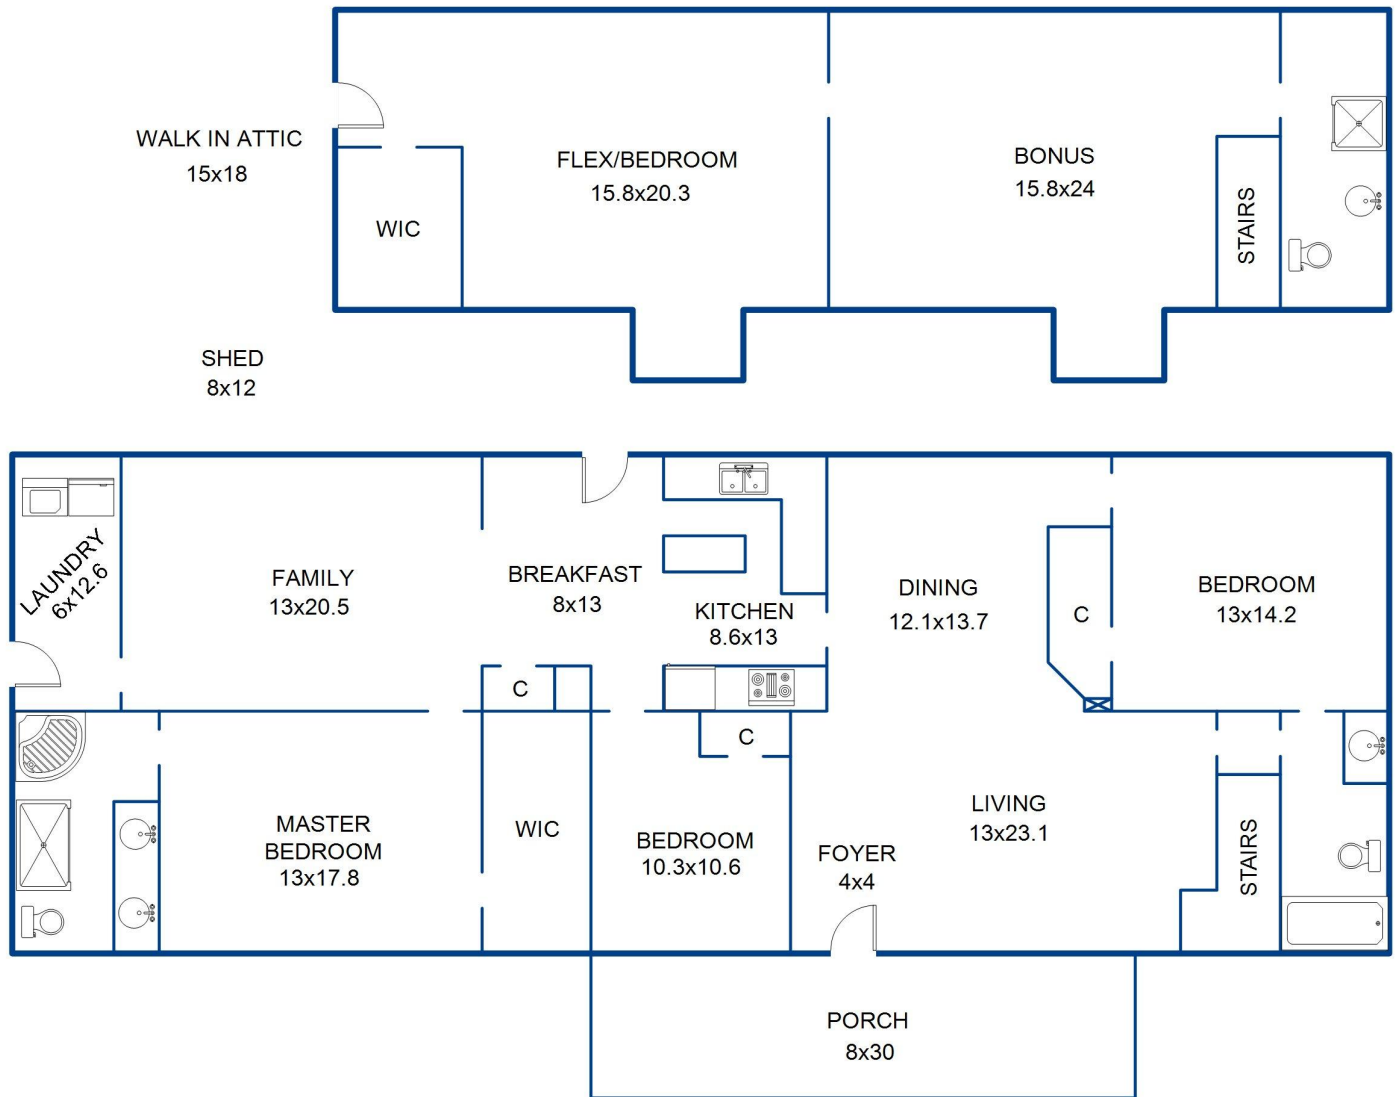 WALK IN ATTIC
15x18
FLEX/BEDROOM
15.8x20.3
BONUS
15.8x24
WIC
STAIRS
SHED
8x12
LAUNDRY
6x12.6
FAMILY
13x20.5
BREAKFAST
8x13
KITCHEN
8.6x13
DINING
12.1x13.7
C
BEDROOM
13x14.2
C
C
MASTER
BEDROOM
13x17.8
WIC
BEDROOM
10.3x10.6
FOYER
4x4
LIVING
13x23.1
STAIRS
PORCH
8x30